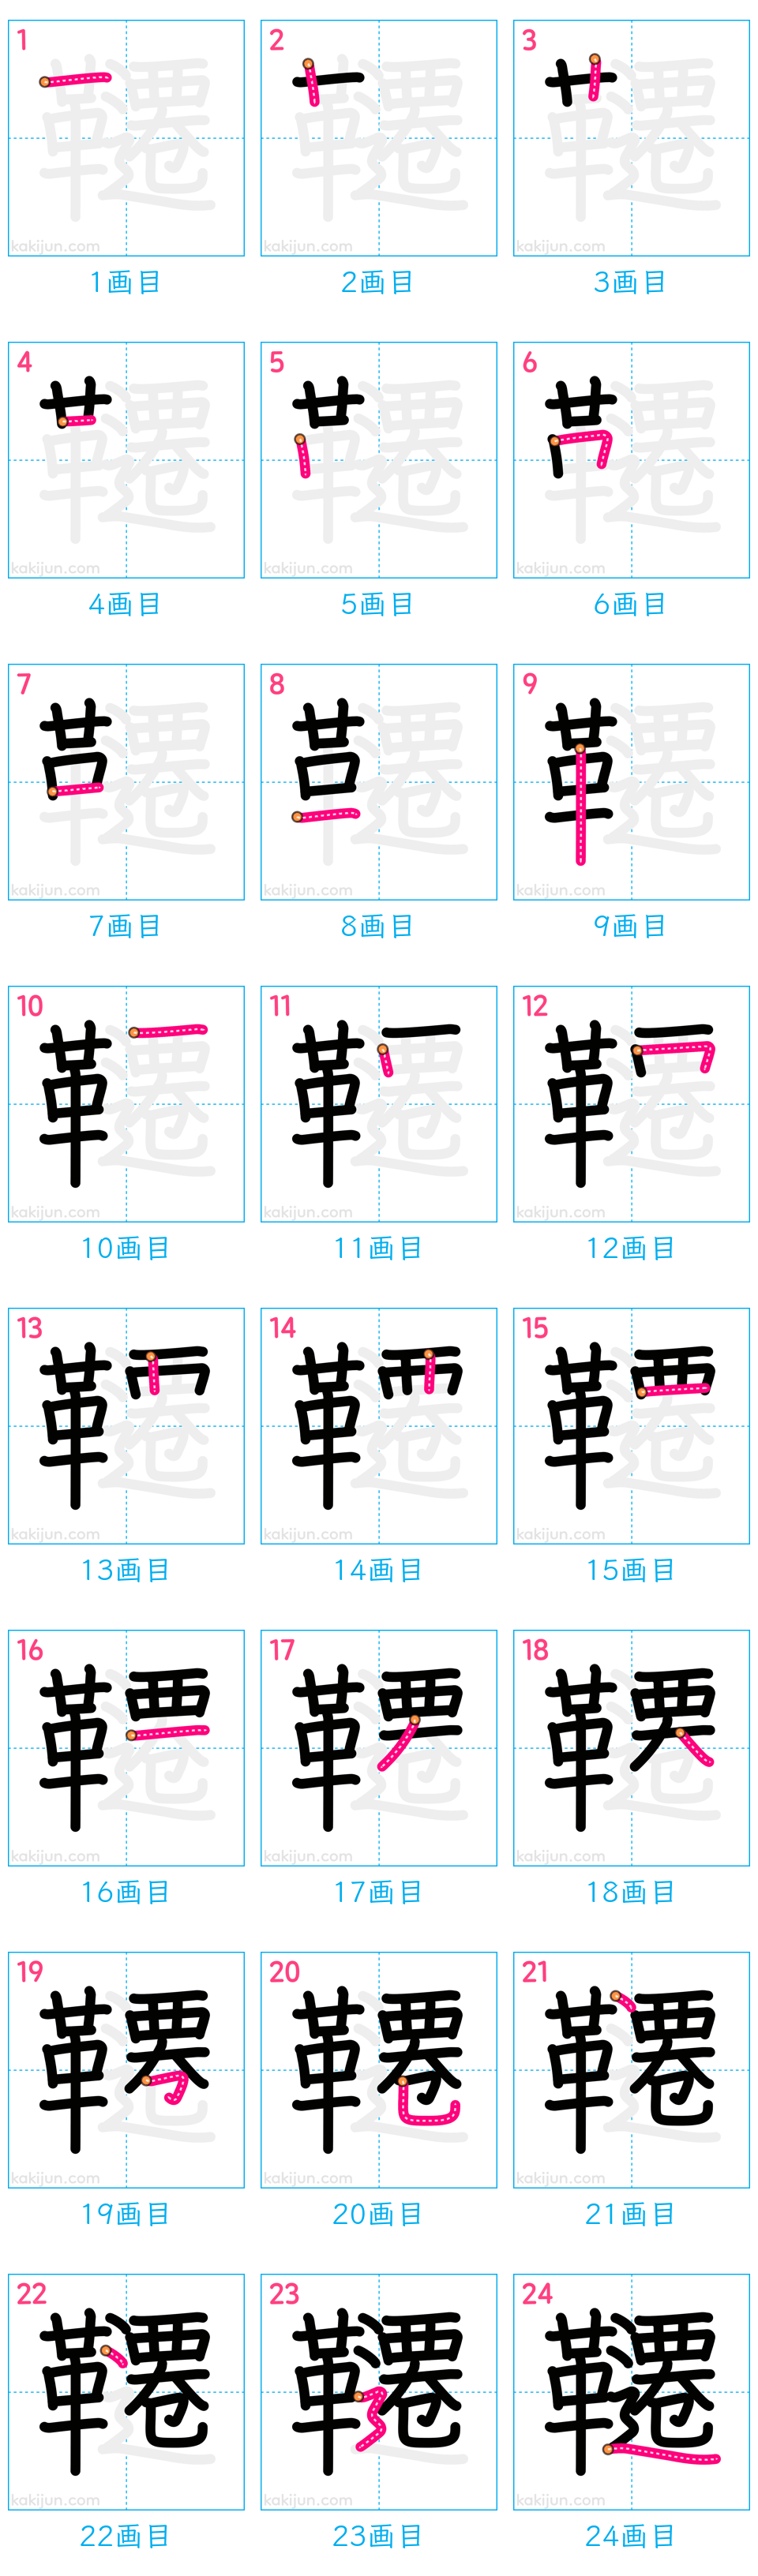 1 2 3
kakijun.com kakijun.com kakijun.com
1画目 2画目 3画目
4 5 6
kakijun.com kakijun.com kakijun.com
4画目 5画目 6画目
7 8 9
kakijun.com kakijun.com kakijun.com
7画目 8画目 9画目
10 11 12
kakijun.com kakijun.com kakijun.com
10画目 11画目 12画目
13 14 15
kakijun.com kakijun.com kakijun.com
13画目 14画目 15画目
16 17 18
kakijun.com kakijun.com kakijun.com
16画目 17画目 18画目
19 20 21
kakijun.com kakijun.com kakijun.com
19画目 20画目 21画目
22 23 24
韆
kakijun.com kakijun.com kakijun.com
22画目 23画目 24画目